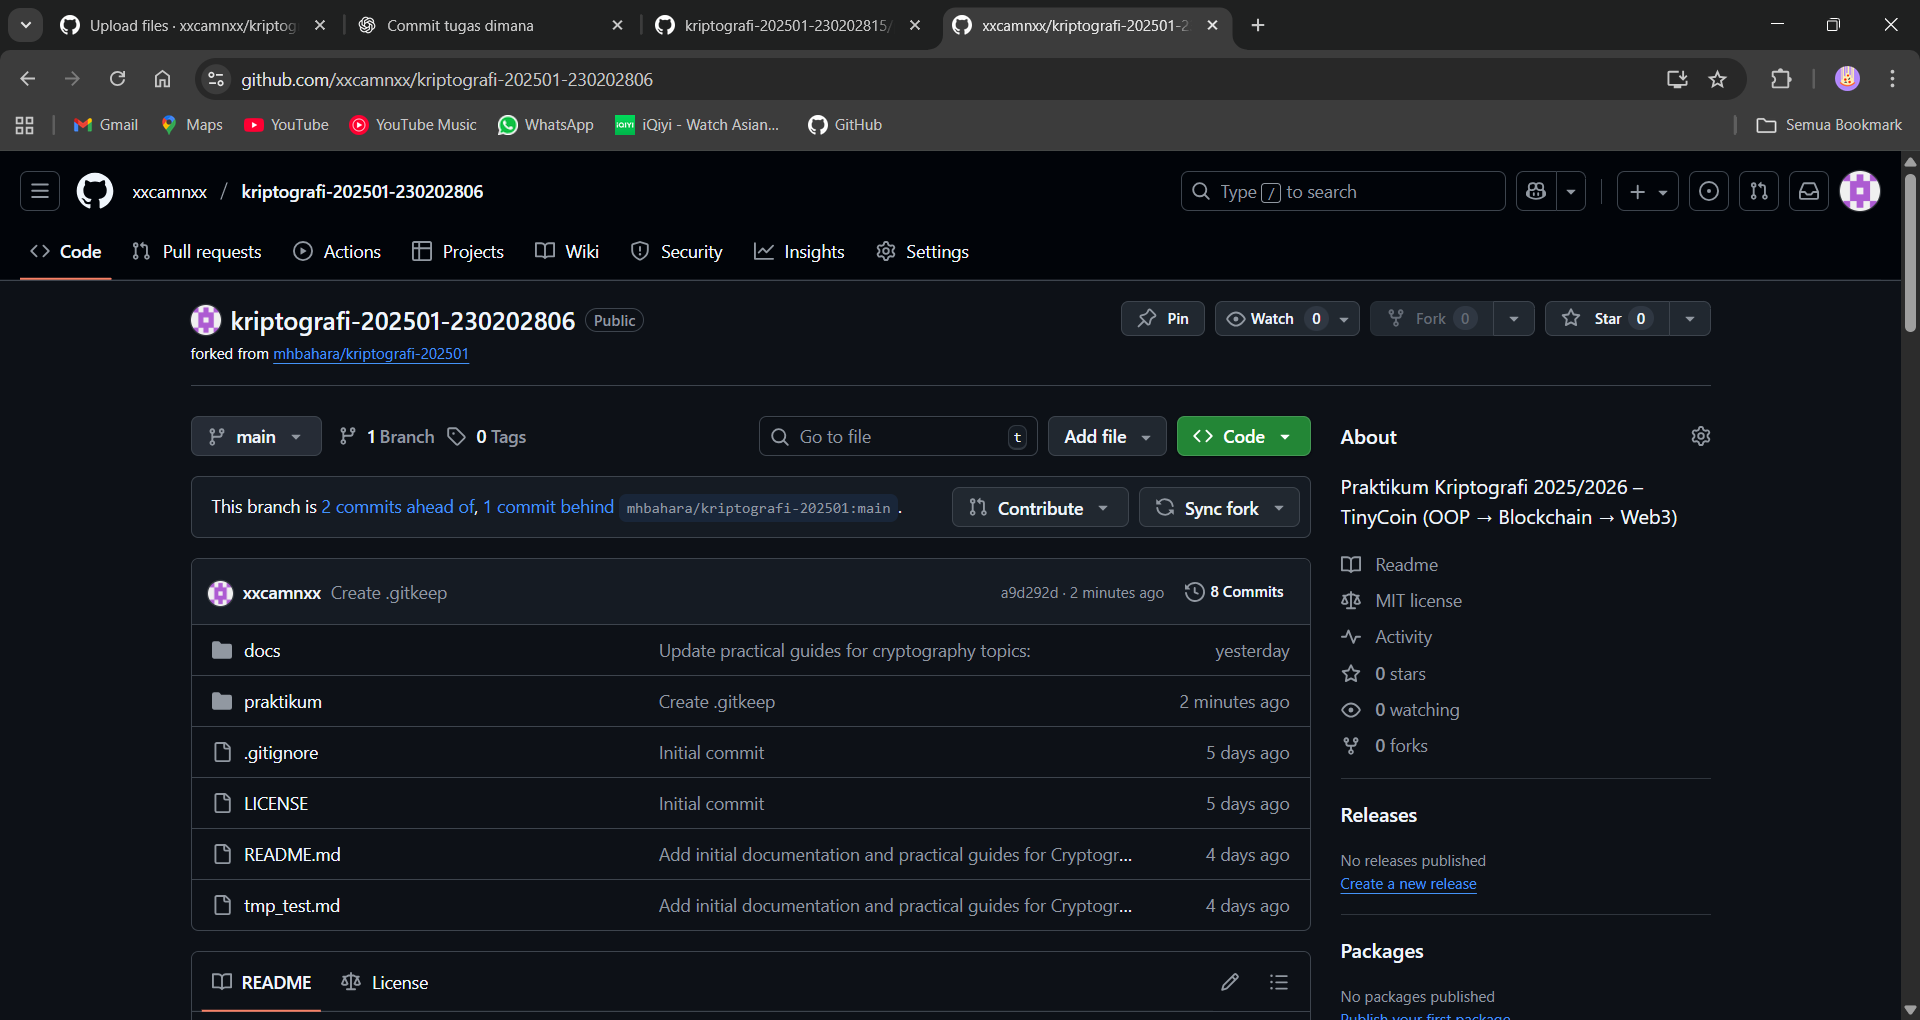 Upload files · xxcamnxx/kriptog
Commit tugas dimana
kriptografi-202501-230202815/
xxcamnxx/kriptografi-202501-2
github.com/xxcamnxx/kriptografi-202501-230202806
Gmail
Maps
YouTube
YouTube Music
WhatsApp
iQIYI
iQiyi - Watch Asian...
GitHub
Semua Bookmark
xxcamnxx / kriptografi-202501-230202806
Type / to search
Code
Pull requests
Actions
Projects
Wiki
Security
Insights
Settings
kriptografi-202501-230202806 Public
Pin
Watch 0
Fork 0
Star 0
forked from mhbahara/kriptografi-202501
main
1 Branch
0 Tags
Go to file t
Add file
Code
This branch is 2 commits ahead of, 1 commit behind mhbahara/kriptografi-202501:main .
Contribute
Sync fork
xxcamnxx Create .gitkeep a9d292d · 2 minutes ago 8 Commits
docs Update practical guides for cryptography topics: yesterday
praktikum Create .gitkeep 2 minutes ago
.gitignore Initial commit 5 days ago
LICENSE Initial commit 5 days ago
README.md Add initial documentation and practical guides for Cryptogr... 4 days ago
tmp_test.md Add initial documentation and practical guides for Cryptogr... 4 days ago
README
License
About
Praktikum Kriptografi 2025/2026 –
TinyCoin (OOP → Blockchain → Web3)
Readme
MIT license
Activity
0 stars
0 watching
0 forks
Releases
No releases published
Create a new release
Packages
No packages published
Publish your first package